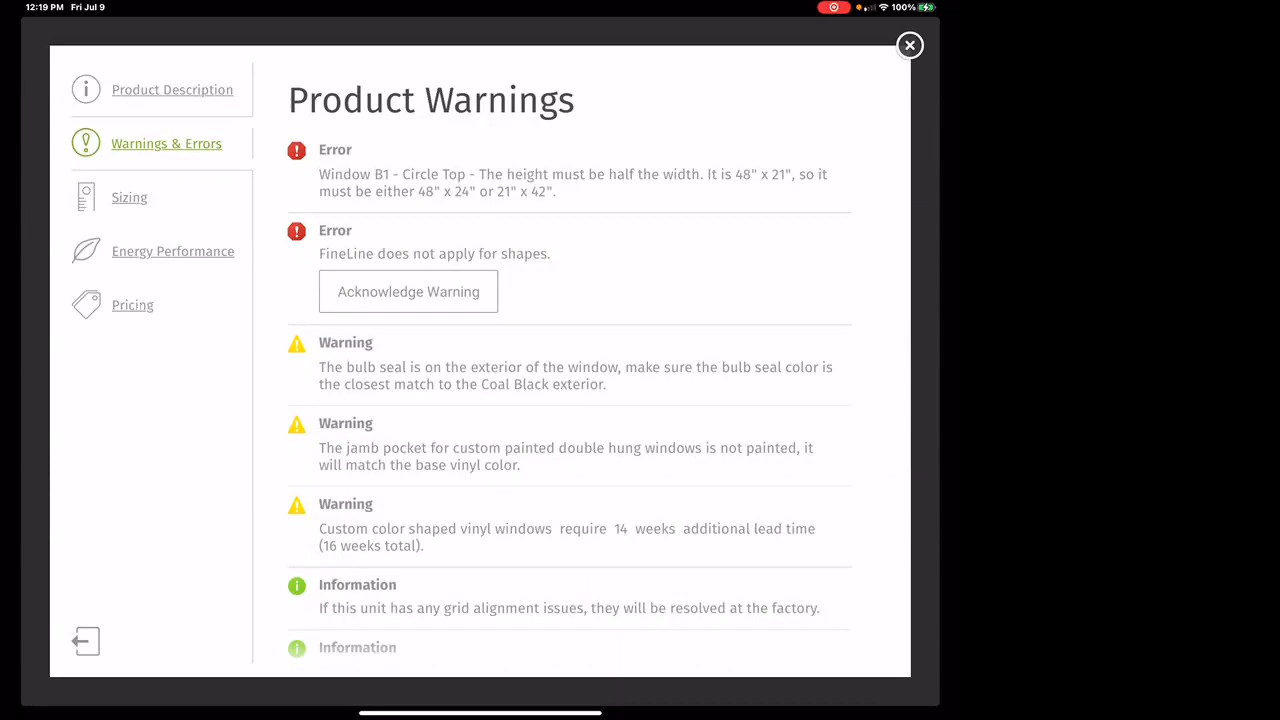 12:19 PM Fri Jul 9
100%
Product Description
Warnings & Errors
Sizing
Energy Performance
Pricing
Product Warnings
Error
Window B1 - Circle Top - The height must be half the width. It is 48" x 21", so it
must be either 48" x 24" or 21" x 42".
Error
FineLine does not apply for shapes.
Acknowledge Warning
Warning
The bulb seal is on the exterior of the window, make sure the bulb seal color is
the closest match to the Coal Black exterior.
Warning
The jamb pocket for custom painted double hung windows is not painted, it
will match the base vinyl color.
Warning
Custom color shaped vinyl windows require 14 weeks additional lead time
(16 weeks total).
Information
If this unit has any grid alignment issues, they will be resolved at the factory.
Information